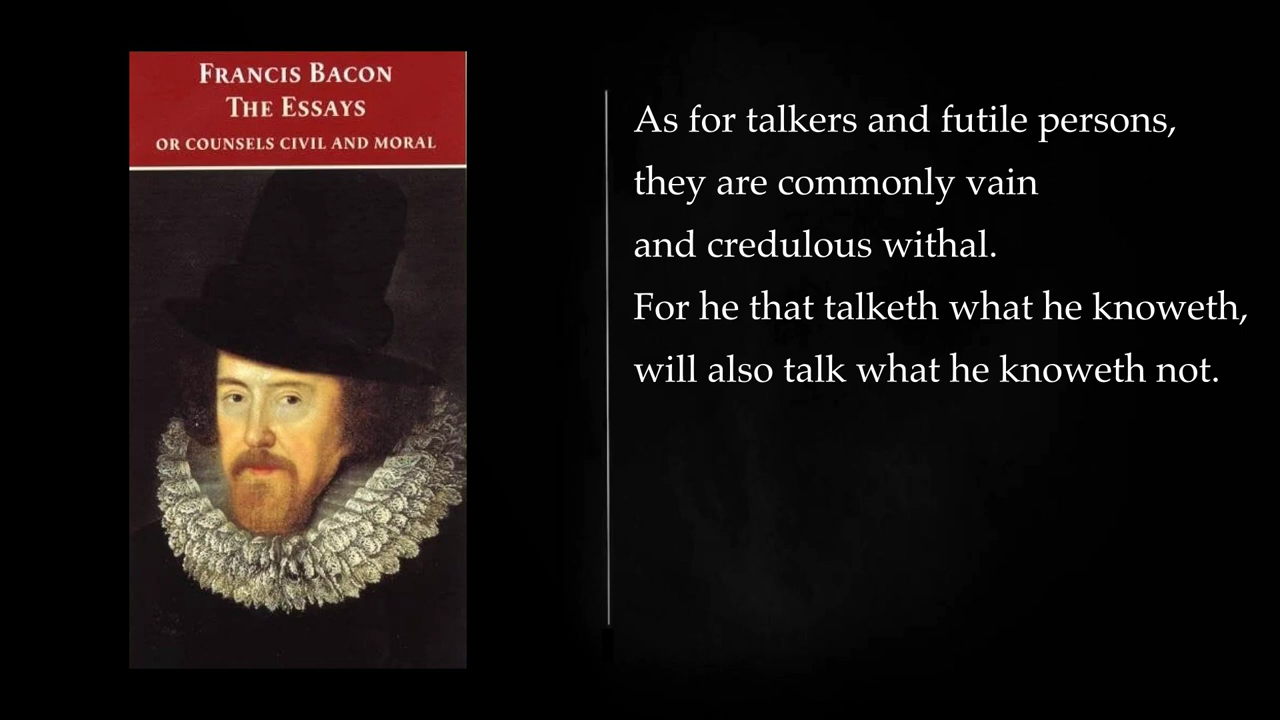 FRANCIS BACON
THE ESSAYS
OR COUNSELS CIVIL AND MORAL
As for talkers and futile persons,
they are commonly vain
and credulous withal.
For he that talketh what he knoweth,
will also talk what he knoweth not.